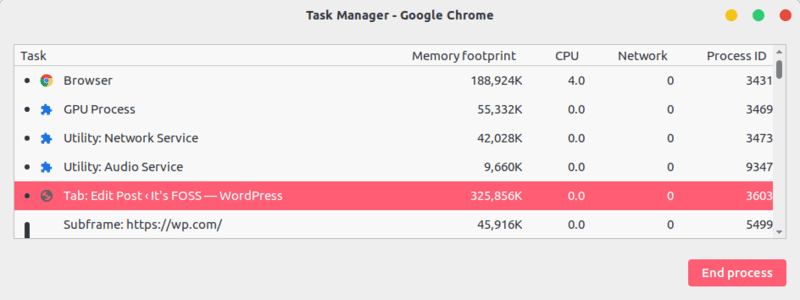 Task Manager - Google Chrome
Task Memory footprint CPU Network Process ID
Browser 188,924K 4.0 0 3431
GPU Process 55,332K 0.0 0 3469
Utility: Network Service 42,028K 0.0 0 3473
Utility: Audio Service 9,660K 0.0 0 9347
Tab: Edit Post ‹ It's FOSS — WordPress 325,856K 0.0 0 3603
Subframe: https://wp.com/ 45,916K 0.0 0 5499
End process